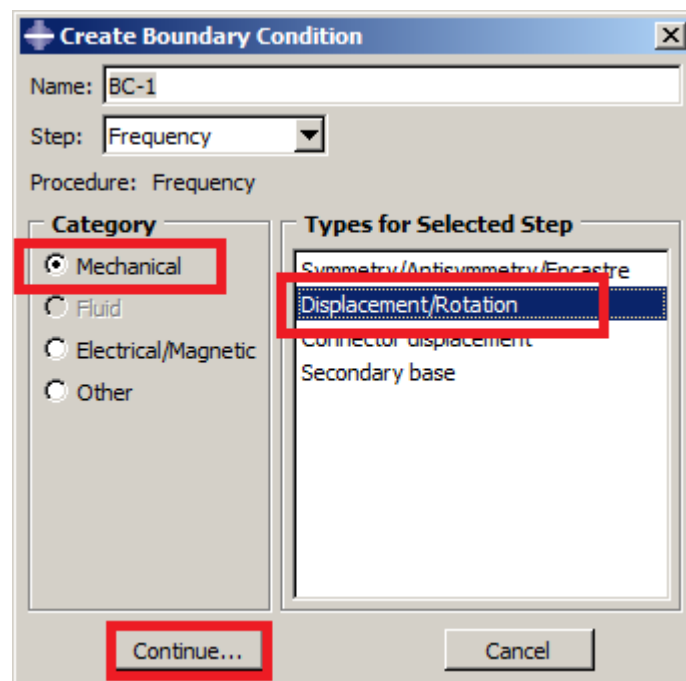 Create Boundary Condition
Name: BC-1
Step: Frequency
Procedure: Frequency
Category
Mechanical
Fluid
Electrical/Magnetic
Other
Types for Selected Step
Symmetry/Antisymmetry/Encastre
Displacement/Rotation
Connector displacement
Secondary base
Continue...
Cancel